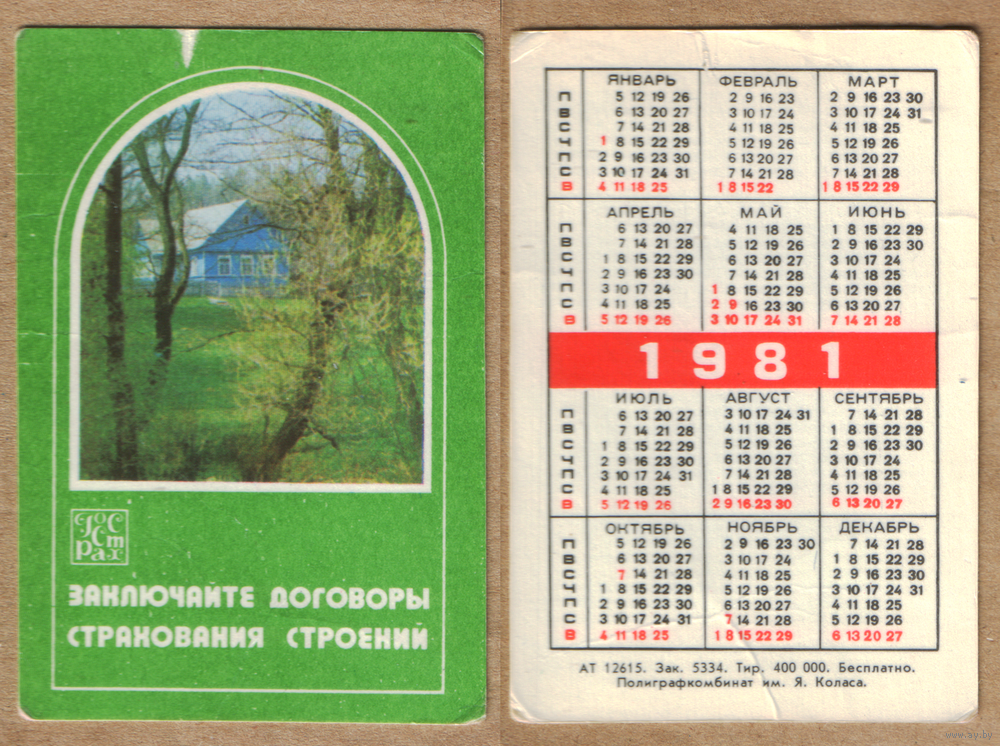 Гос
Ст
рах
ЗАКЛЮЧАЙТЕ ДОГОВОРЫ
СТРАХОВАНИЯ СТРОЕНИЙ
ЯНВАРЬ ФЕВРАЛЬ МАРТ
П 5 12 19 26 2 9 16 23 2 9 16 23 30
В 6 13 20 27 3 10 17 24 3 10 17 24 31
С 7 14 21 28 4 11 18 25 4 11 18 25
Ч 1 8 15 22 29 5 12 19 26 5 12 19 26
П 2 9 16 23 30 6 13 20 27 6 13 20 27
С 3 10 17 24 31 7 14 21 28 7 14 21 28
В 4 11 18 25 1 8 15 22 1 8 15 22 29
АПРЕЛЬ МАЙ ИЮНЬ
П 6 13 20 27 4 11 18 25 1 8 15 22 29
В 7 14 21 28 5 12 19 26 2 9 16 23 30
С 1 8 15 22 29 6 13 20 27 3 10 17 24
Ч 2 9 16 23 30 7 14 21 28 4 11 18 25
П 3 10 17 24 1 8 15 22 29 5 12 19 26
С 4 11 18 25 2 9 16 23 30 6 13 20 27
В 5 12 19 26 3 10 17 24 31 7 14 21 28
1981
ИЮЛЬ АВГУСТ СЕНТЯБРЬ
П 6 13 20 27 3 10 17 24 31 7 14 21 28
В 7 14 21 28 4 11 18 25 1 8 15 22 29
С 1 8 15 22 29 5 12 19 26 2 9 16 23 30
Ч 2 9 16 23 30 6 13 20 27 3 10 17 24
П 3 10 17 24 31 7 14 21 28 4 11 18 25
С 4 11 18 25 1 8 15 22 29 5 12 19 26
В 5 12 19 26 2 9 16 23 30 6 13 20 27
ОКТЯБРЬ НОЯБРЬ ДЕКАБРЬ
П 5 12 19 26 2 9 16 23 30 7 14 21 28
В 6 13 20 27 3 10 17 24 1 8 15 22 29
С 7 14 21 28 4 11 18 25 2 9 16 23 30
Ч 1 8 15 22 29 5 12 19 26 3 10 17 24 31
П 2 9 16 23 30 6 13 20 27 4 11 18 25
С 3 10 17 24 31 7 14 21 28 5 12 19 26
В 4 11 18 25 1 8 15 22 29 6 13 20 27
АТ 12615. Зак. 5334. Тир. 400 000. Бесплатно.
Полиграфкомбинат им. Я. Коласа.
www.ay.by